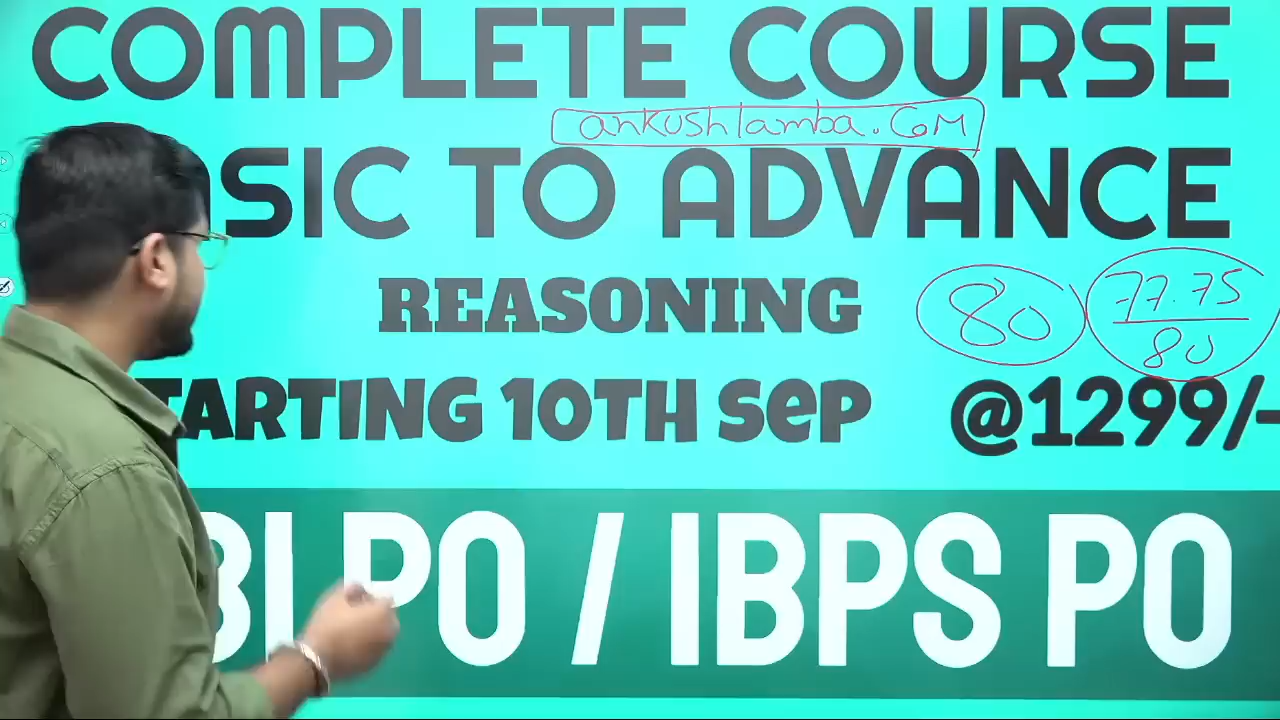 COMPLETE COURSE
ankushlamba.COM
SIC TO ADVANCE
REASONING
80
77.75
80
TARTING 10TH SeP @1299/-
BI PO / IBPS PO